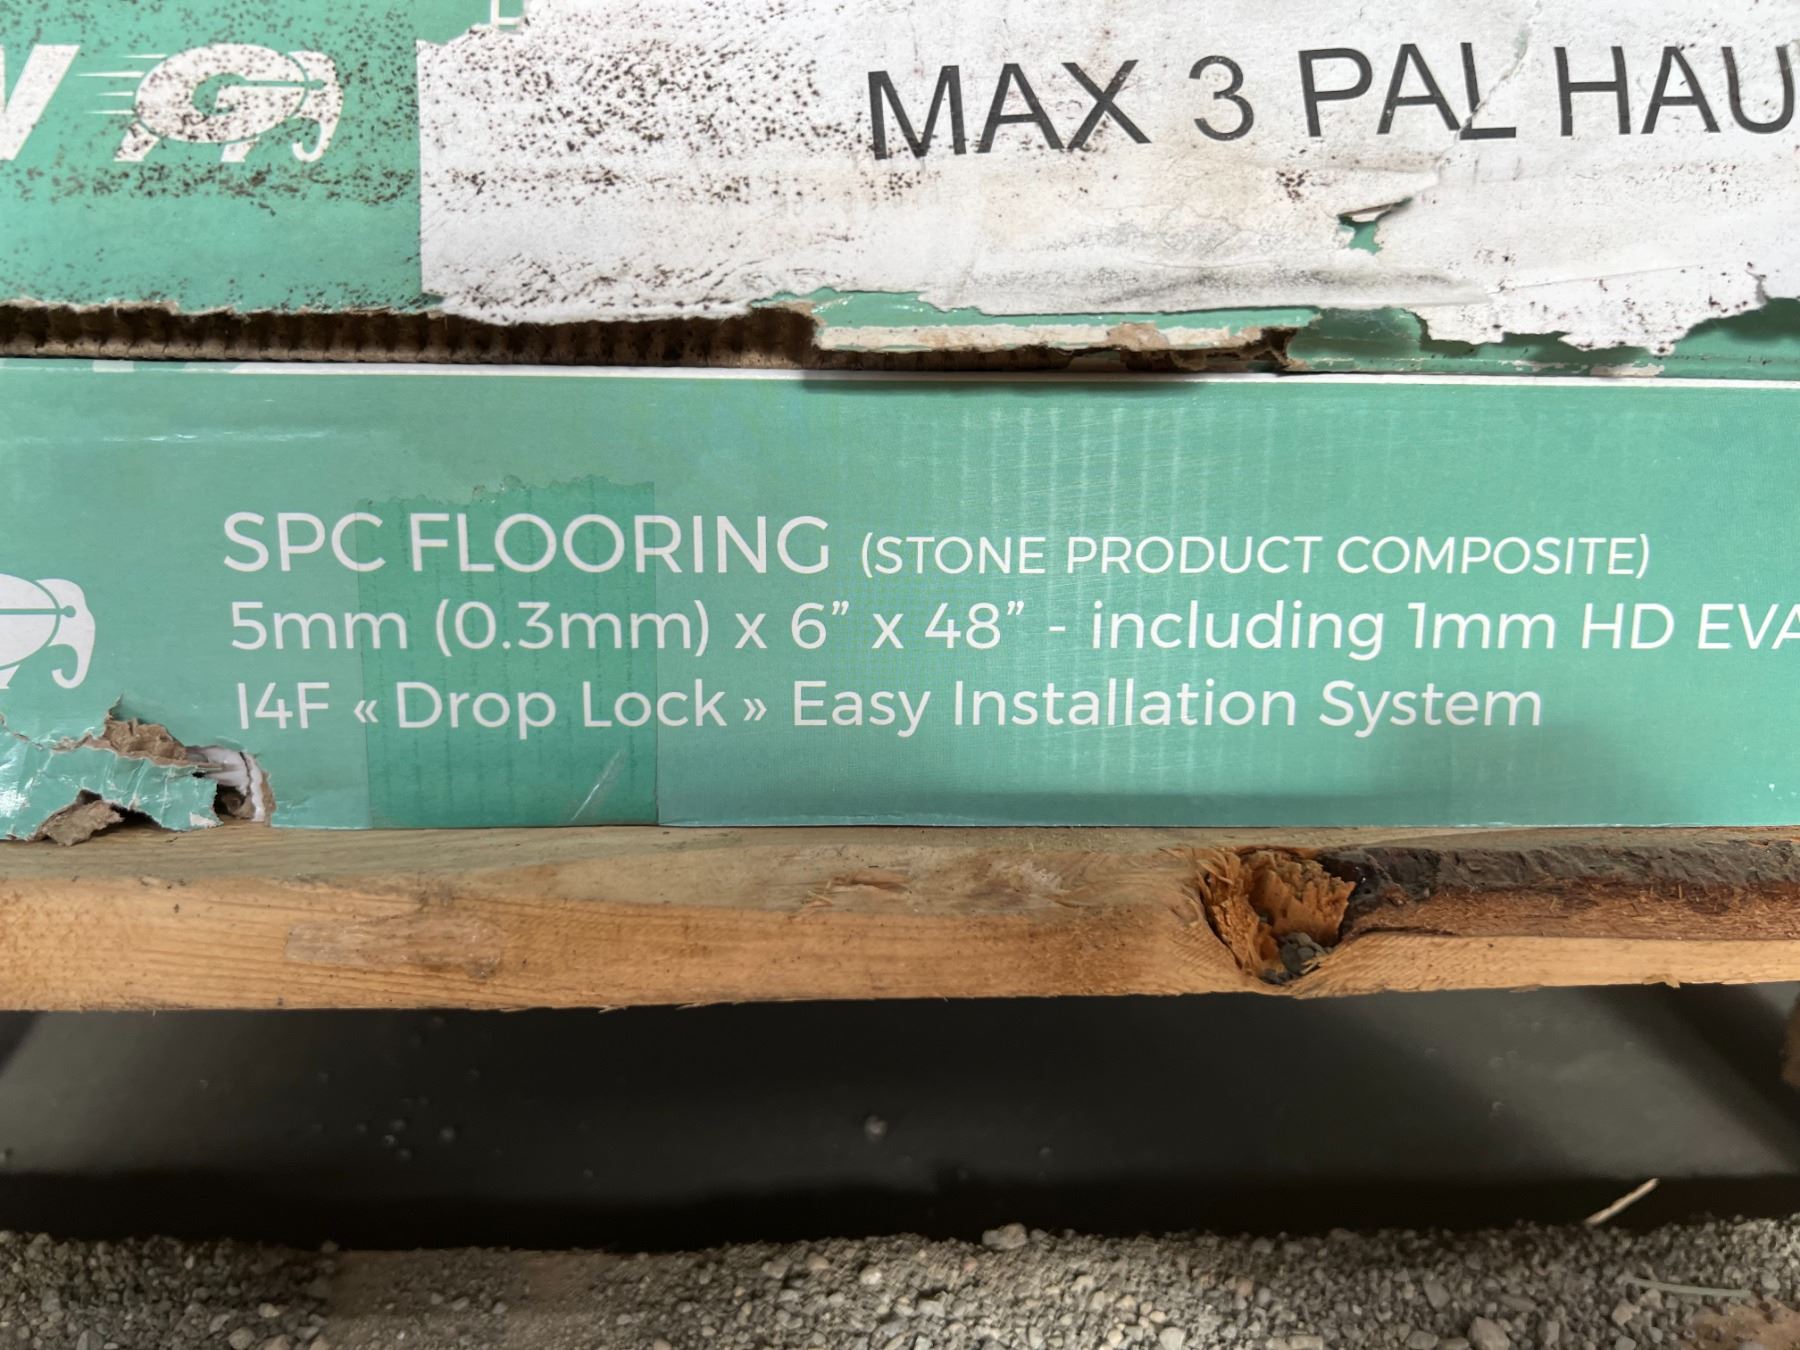 MAX 3 PAL HAU
SPC FLOORING (STONE PRODUCT COMPOSITE)
5mm (0.3mm) x 6” x 48” - including 1mm HD EVA
I4F « Drop Lock » Easy Installation System